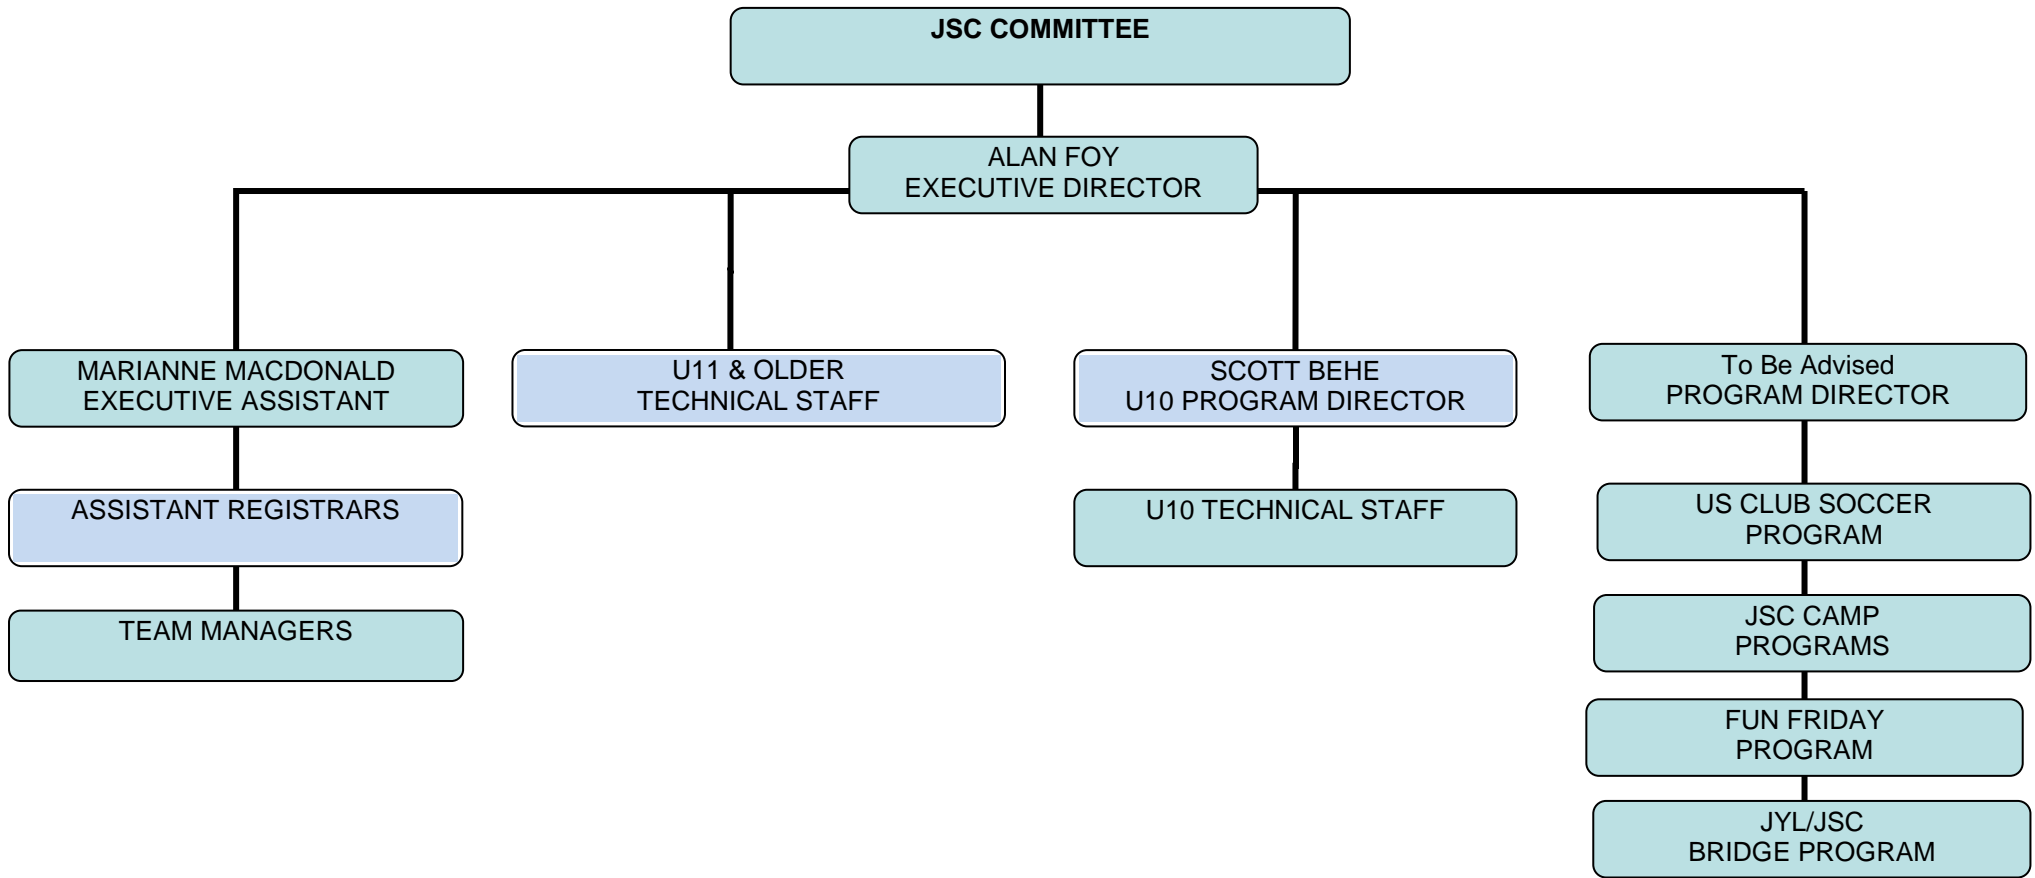 JSC COMMITTEE
ALAN FOY
EXECUTIVE DIRECTOR
MARIANNE MACDONALD
EXECUTIVE ASSISTANT
U11 & OLDER
TECHNICAL STAFF
SCOTT BEHE
U10 PROGRAM DIRECTOR
To Be Advised
PROGRAM DIRECTOR
ASSISTANT REGISTRARS
U10 TECHNICAL STAFF
US CLUB SOCCER
PROGRAM
TEAM MANAGERS
JSC CAMP
PROGRAMS
FUN FRIDAY
PROGRAM
JYL/JSC
BRIDGE PROGRAM